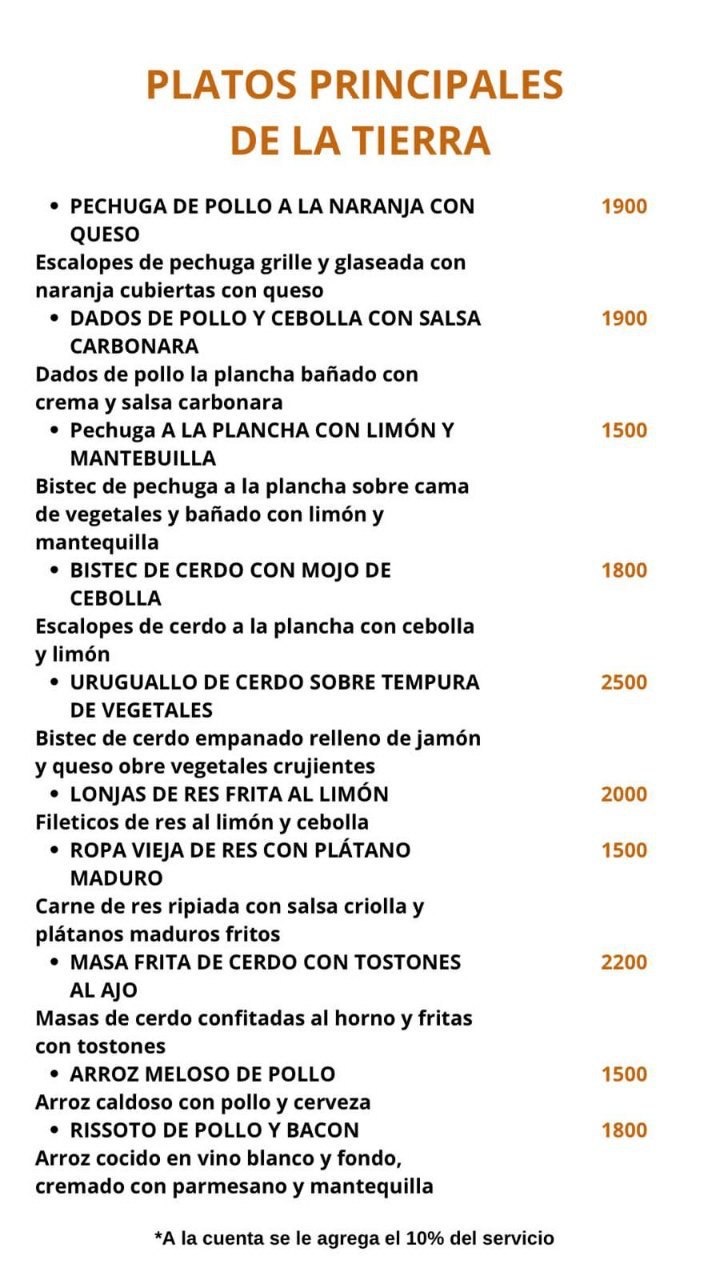 PLATOS PRINCIPALES
DE LA TIERRA
• PECHUGA DE POLLO A LA NARANJA CON 1900
QUESO
Escalopes de pechuga grille y glaseada con
naranja cubiertas con queso
• DADOS DE POLLO Y CEBOLLA CON SALSA 1900
CARBONARA
Dados de pollo la plancha bañado con
crema y salsa carbonara
• Pechuga A LA PLANCHA CON LIMÓN Y 1500
MANTEBUILLA
Bistec de pechuga a la plancha sobre cama
de vegetales y bañado con limón y
mantequilla
• BISTEC DE CERDO CON MOJO DE 1800
CEBOLLA
Escalopes de cerdo a la plancha con cebolla
y limón
• URUGUALLO DE CERDO SOBRE TEMPURA 2500
DE VEGETALES
Bistec de cerdo empanado relleno de jamón
y queso obre vegetales crujientes
• LONJAS DE RES FRITA AL LIMÓN 2000
Fileticos de res al limón y cebolla
• ROPA VIEJA DE RES CON PLÁTANO 1500
MADURO
Carne de res ripiada con salsa criolla y
plátanos maduros fritos
• MASA FRITA DE CERDO CON TOSTONES 2200
AL AJO
Masas de cerdo confitadas al horno y fritas
con tostones
• ARROZ MELOSO DE POLLO 1500
Arroz caldoso con pollo y cerveza
• RISSOTO DE POLLO Y BACON 1800
Arroz cocido en vino blanco y fondo,
cremado con parmesano y mantequilla
*A la cuenta se le agrega el 10% del servicio